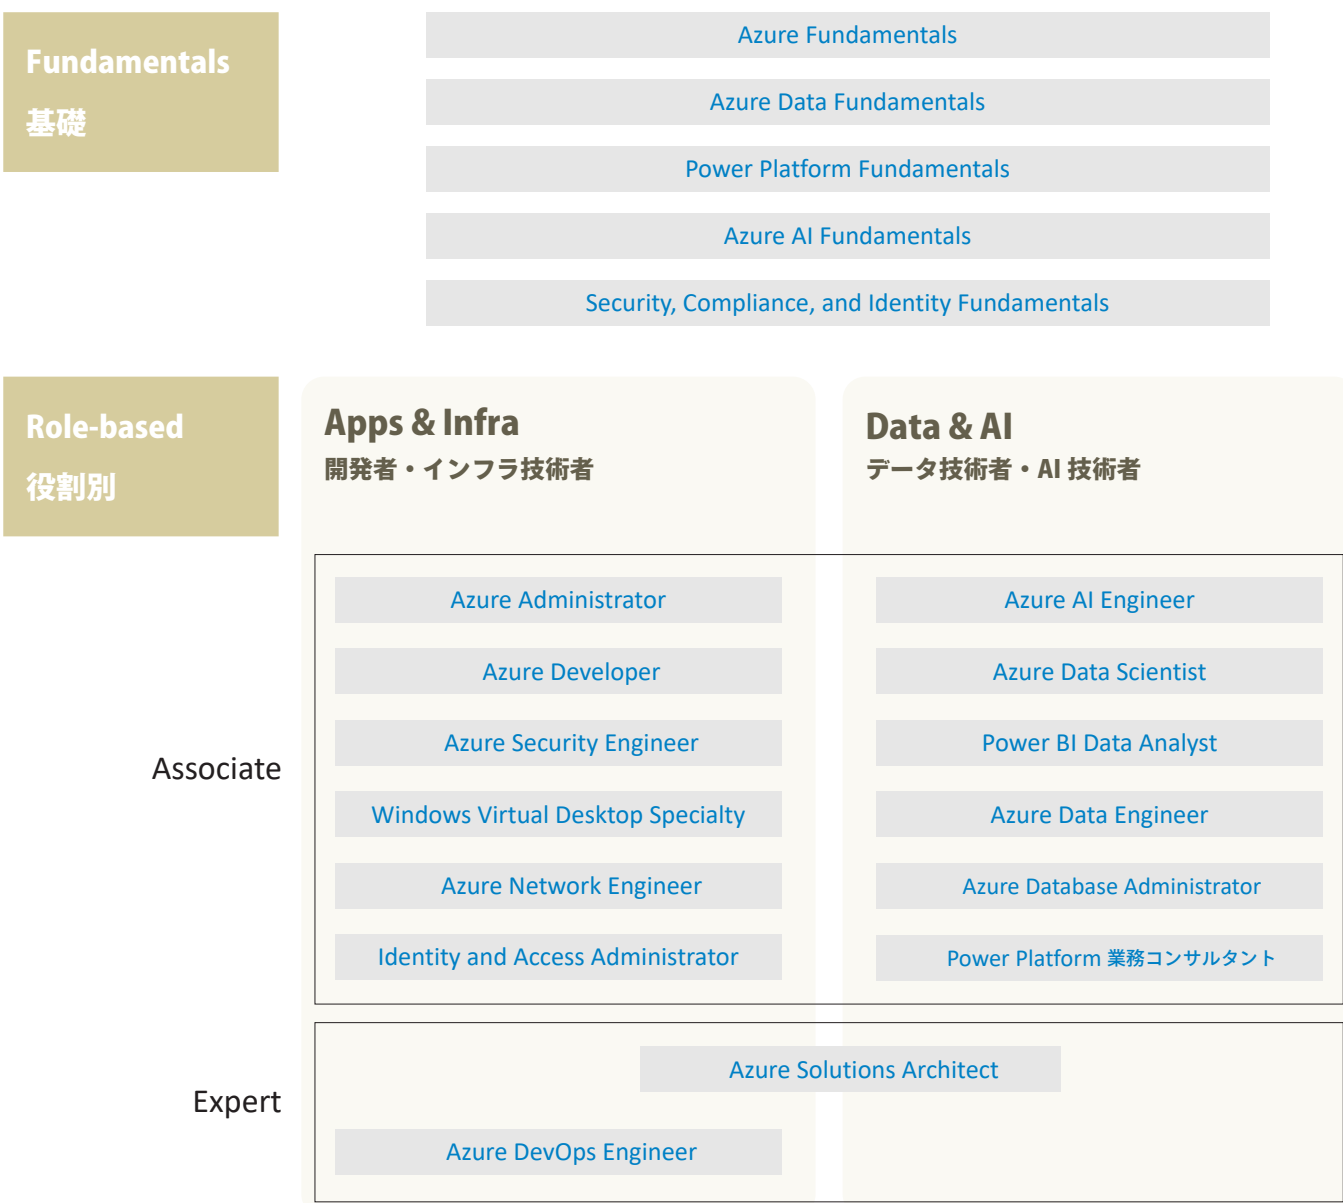 Fundamentals
基礎
Azure Fundamentals
Azure Data Fundamentals
Power Platform Fundamentals
Azure AI Fundamentals
Security, Compliance, and Identity Fundamentals
Role-based
役割別
Apps & Infra
開発者・インフラ技術者
Data & AI
データ技術者・AI 技術者
Associate
Azure Administrator
Azure Developer
Azure Security Engineer
Windows Virtual Desktop Specialty
Azure Network Engineer
Identity and Access Administrator
Azure AI Engineer
Azure Data Scientist
Power BI Data Analyst
Azure Data Engineer
Azure Database Administrator
Power Platform 業務コンサルタント
Expert
Azure Solutions Architect
Azure DevOps Engineer